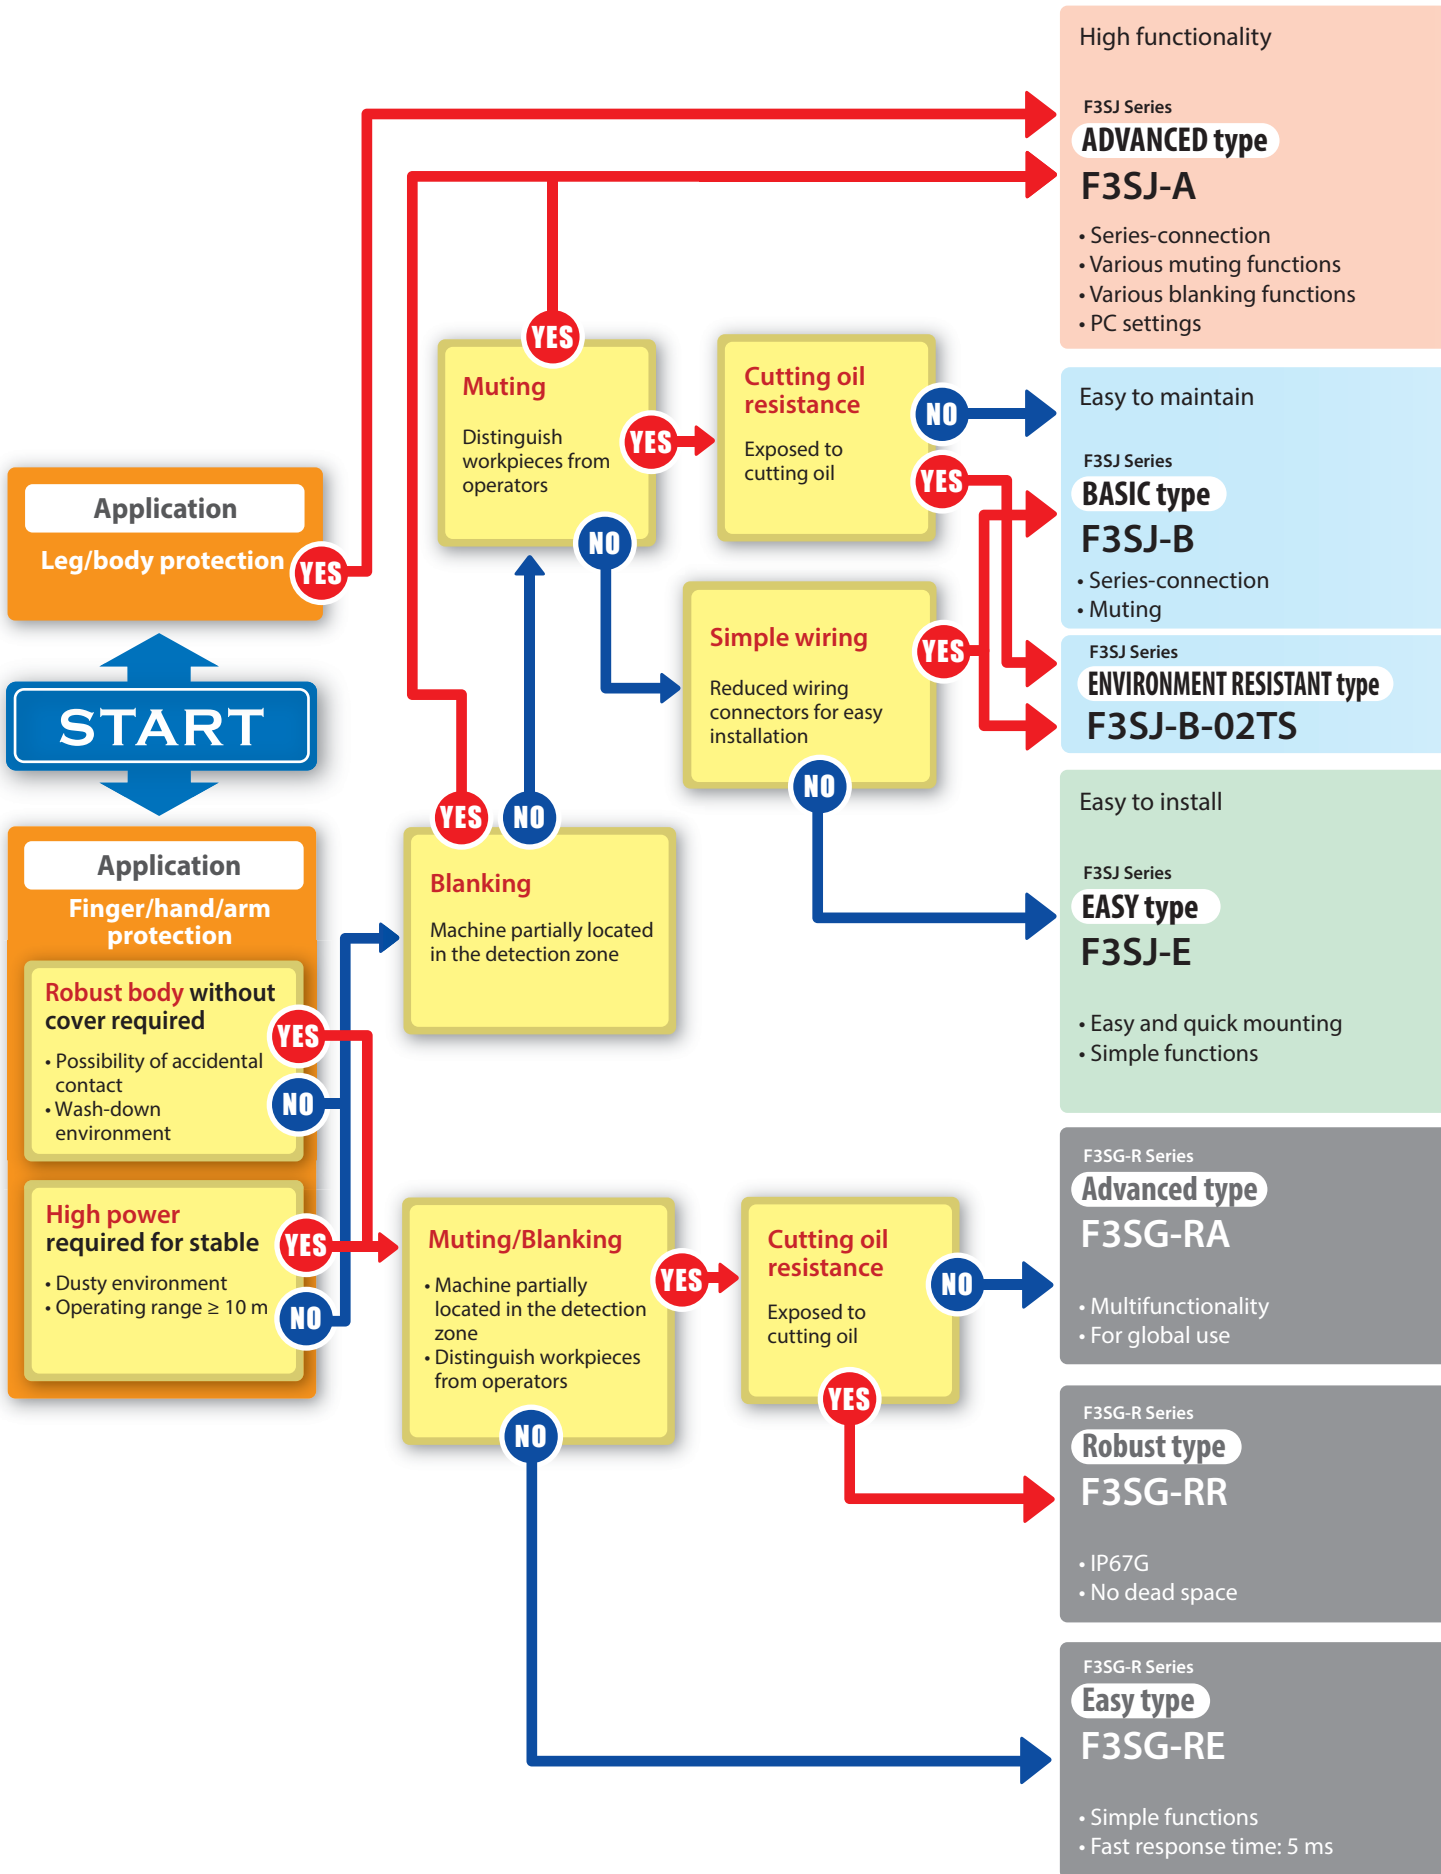 Application
Leg/body protection
YES
START
Application
Finger/hand/arm
protection
Robust body without
cover required
• Possibility of accidental
contact
• Wash-down
environment
YES
NO
High power
required for stable
• Dusty environment
• Operating range ≥ 10 m
YES
NO
YES
NO
Blanking
Machine partially located
in the detection zone
YES
Muting
Distinguish
workpieces from
operators
YES
NO
Cutting oil
resistance
Exposed to
cutting oil
NO
YES
Simple wiring
Reduced wiring
connectors for easy
installation
YES
NO
Muting/Blanking
• Machine partially
located in the detection
zone
• Distinguish workpieces
from operators
YES
NO
Cutting oil
resistance
Exposed to
cutting oil
NO
YES
High functionality
F3SJ Series
ADVANCED type
F3SJ-A
• Series-connection
• Various muting functions
• Various blanking functions
• PC settings
Easy to maintain
F3SJ Series
BASIC type
F3SJ-B
• Series-connection
• Muting
F3SJ Series
ENVIRONMENT RESISTANT type
F3SJ-B-02TS
Easy to install
F3SJ Series
EASY type
F3SJ-E
• Easy and quick mounting
• Simple functions
F3SG-R Series
Advanced type
F3SG-RA
• Multifunctionality
• For global use
F3SG-R Series
Robust type
F3SG-RR
• IP67G
• No dead space
F3SG-R Series
Easy type
F3SG-RE
• Simple functions
• Fast response time: 5 ms